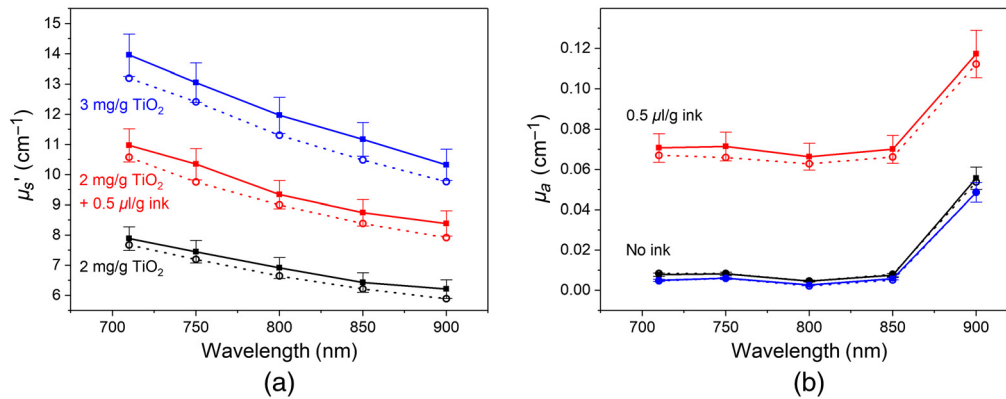 15
14
13
12
11
10
9
8
7
6
μs' (cm⁻¹)
3 mg/g TiO₂
2 mg/g TiO₂
+ 0.5 μl/g ink
2 mg/g TiO₂
700 750 800 850 900
Wavelength (nm)
(a)
0.12
0.10
0.08
0.06
0.04
0.02
0.00
μa (cm⁻¹)
0.5 μl/g ink
No ink
700 750 800 850 900
Wavelength (nm)
(b)